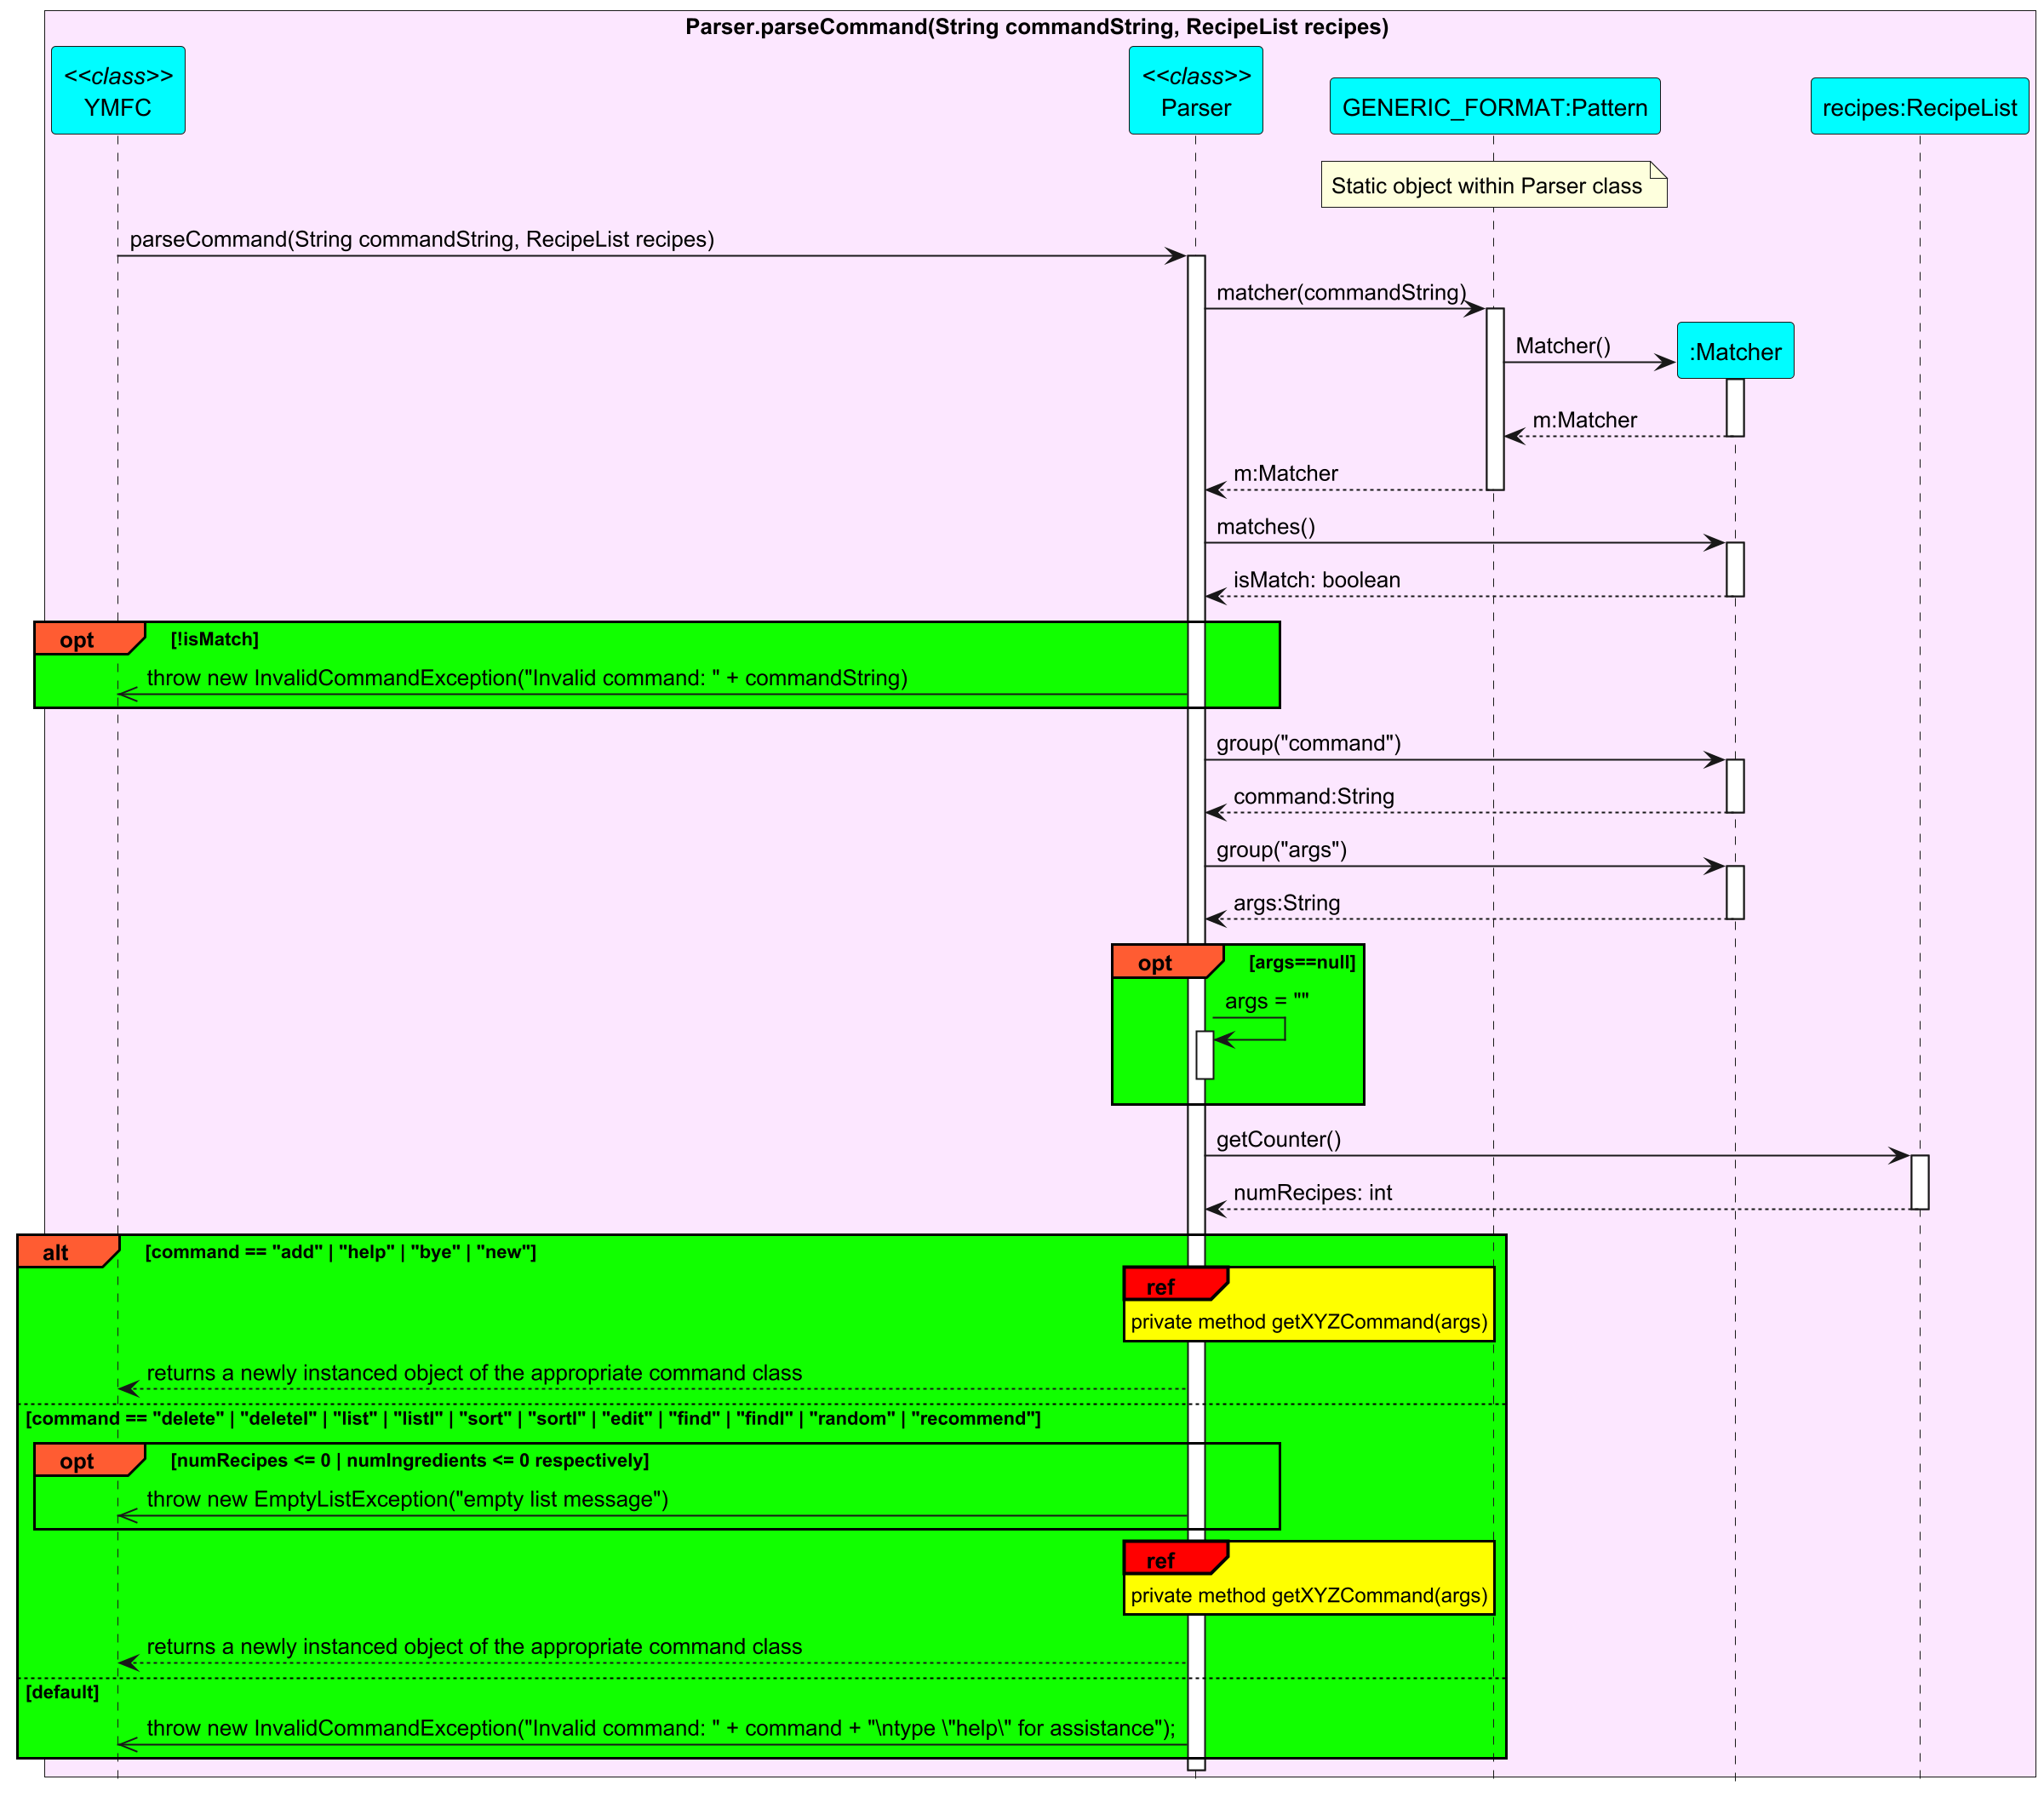 Parser.parseCommand(String commandString, RecipeList recipes)
<<class>>
YMFC
<<class>>
Parser
GENERIC_FORMAT:Pattern
recipes:RecipeList
Static object within Parser class
parseCommand(String commandString, RecipeList recipes)
matcher(commandString)
Matcher()
:Matcher
m:Matcher
m:Matcher
matches()
isMatch: boolean
opt [!isMatch]
throw new InvalidCommandException("Invalid command: " + commandString)
group("command")
command:String
group("args")
args:String
opt [args==null]
args = ""
getCounter()
numRecipes: int
alt [command == "add" | "help" | "bye" | "new"]
ref
private method getXYZCommand(args)
returns a newly instanced object of the appropriate command class
[command == "delete" | "deletel" | "list" | "listl" | "sort" | "sortl" | "edit" | "find" | "findl" | "random" | "recommend"]
opt [numRecipes <= 0 | numIngredients <= 0 respectively]
throw new EmptyListException("empty list message")
ref
private method getXYZCommand(args)
returns a newly instanced object of the appropriate command class
[default]
throw new InvalidCommandException("Invalid command: " + command + "\ntype \"help\" for assistance");